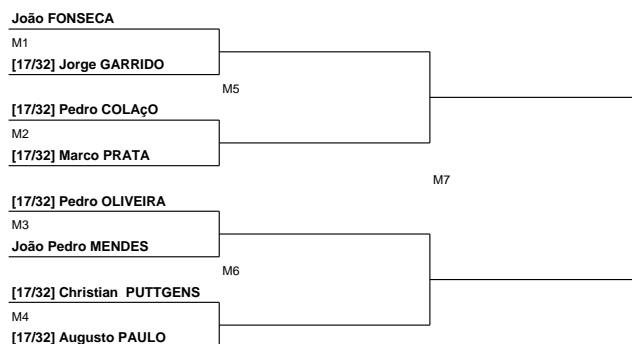 João FONSECA
M1
[17/32] Jorge GARRIDO
M5
[17/32] Pedro COLAçO
M2
[17/32] Marco PRATA
M7
[17/32] Pedro OLIVEIRA
M3
João Pedro MENDES
M6
[17/32] Christian  PUTTGENS
M4
[17/32] Augusto PAULO